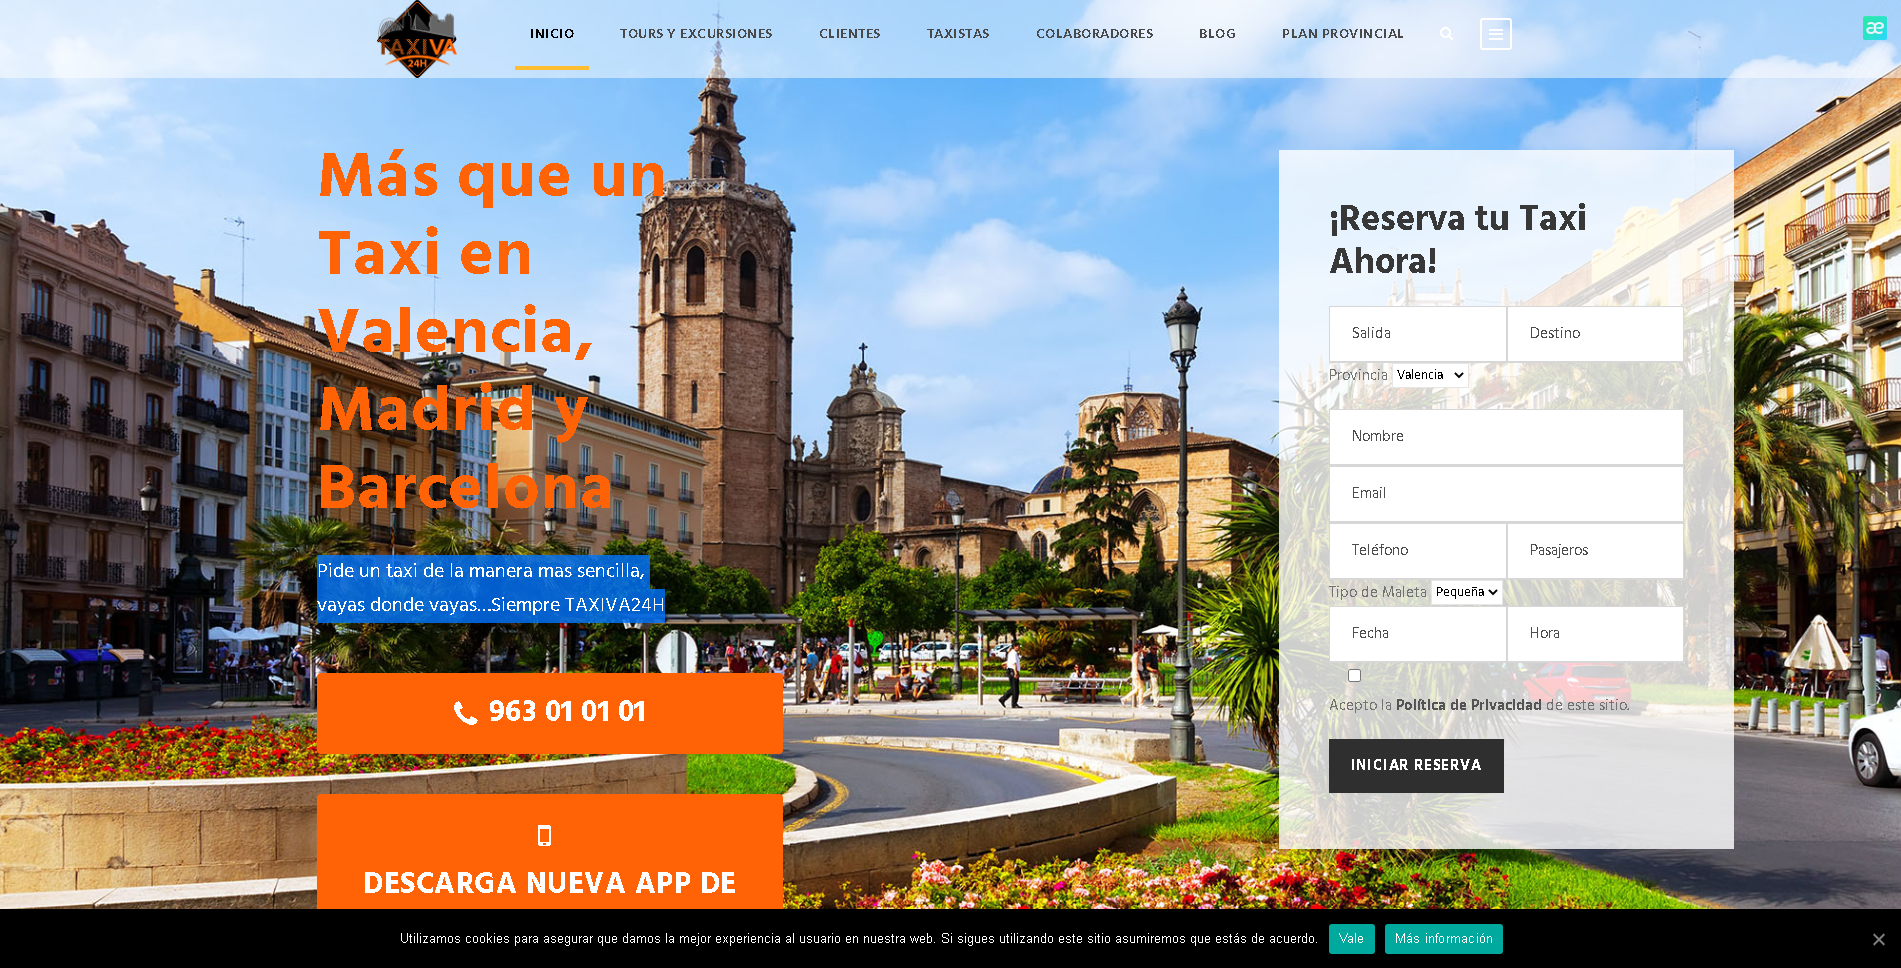 TAXIVA
24H
INICIO
TOURS Y EXCURSIONES
CLIENTES
TAXISTAS
COLABORADORES
BLOG
PLAN PROVINCIAL
æ
Más que un
Taxi en
Valencia,
Madrid y
Barcelona
Pide un taxi de la manera mas sencilla,
vayas donde vayas...Siempre TAXIVA24H
963 01 01 01
DESCARGA NUEVA APP DE
¡Reserva tu Taxi
Ahora!
Salida
Destino
Provincia Valencia
Nombre
Email
Teléfono
Pasajeros
Tipo de Maleta Pequeña
Fecha
Hora
Acepto la Política de Privacidad de este sitio.
INICIAR RESERVA
Utilizamos cookies para asegurar que damos la mejor experiencia al usuario en nuestra web. Si sigues utilizando este sitio asumiremos que estás de acuerdo.
Vale
Más información